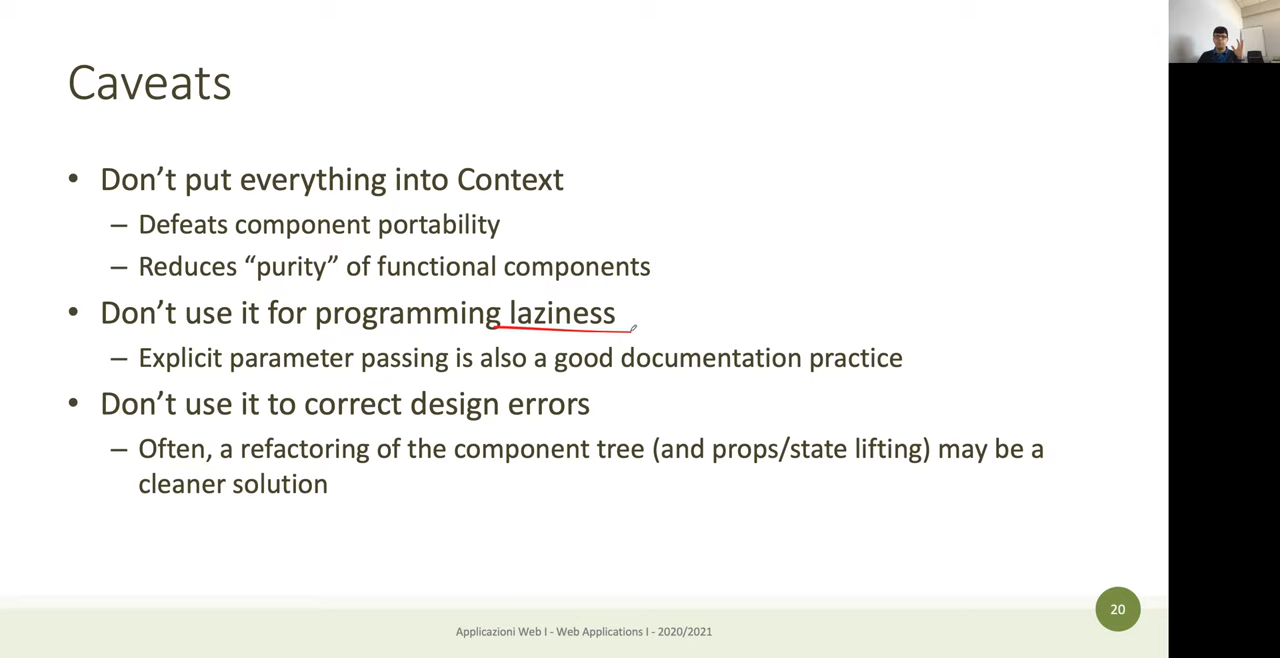 Caveats
• Don’t put everything into Context
– Defeats component portability
– Reduces “purity” of functional components
• Don’t use it for programming laziness
– Explicit parameter passing is also a good documentation practice
• Don’t use it to correct design errors
– Often, a refactoring of the component tree (and props/state lifting) may be a
cleaner solution
20
Applicazioni Web I - Web Applications I - 2020/2021